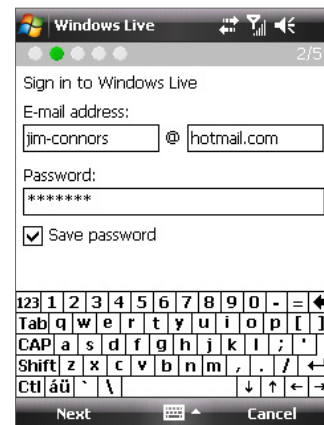 Windows Live
2/5
Sign in to Windows Live
E-mail address:
jim-connors @ hotmail.com
Password:
*******
Save password
123 1 2 3 4 5 6 7 8 9 0 - =
Tab q w e r t y u i o p [ ]
CAP a s d f g h j k l ; '
Shift z x c v b n m , . /
Ctl áü ` \
Next Cancel